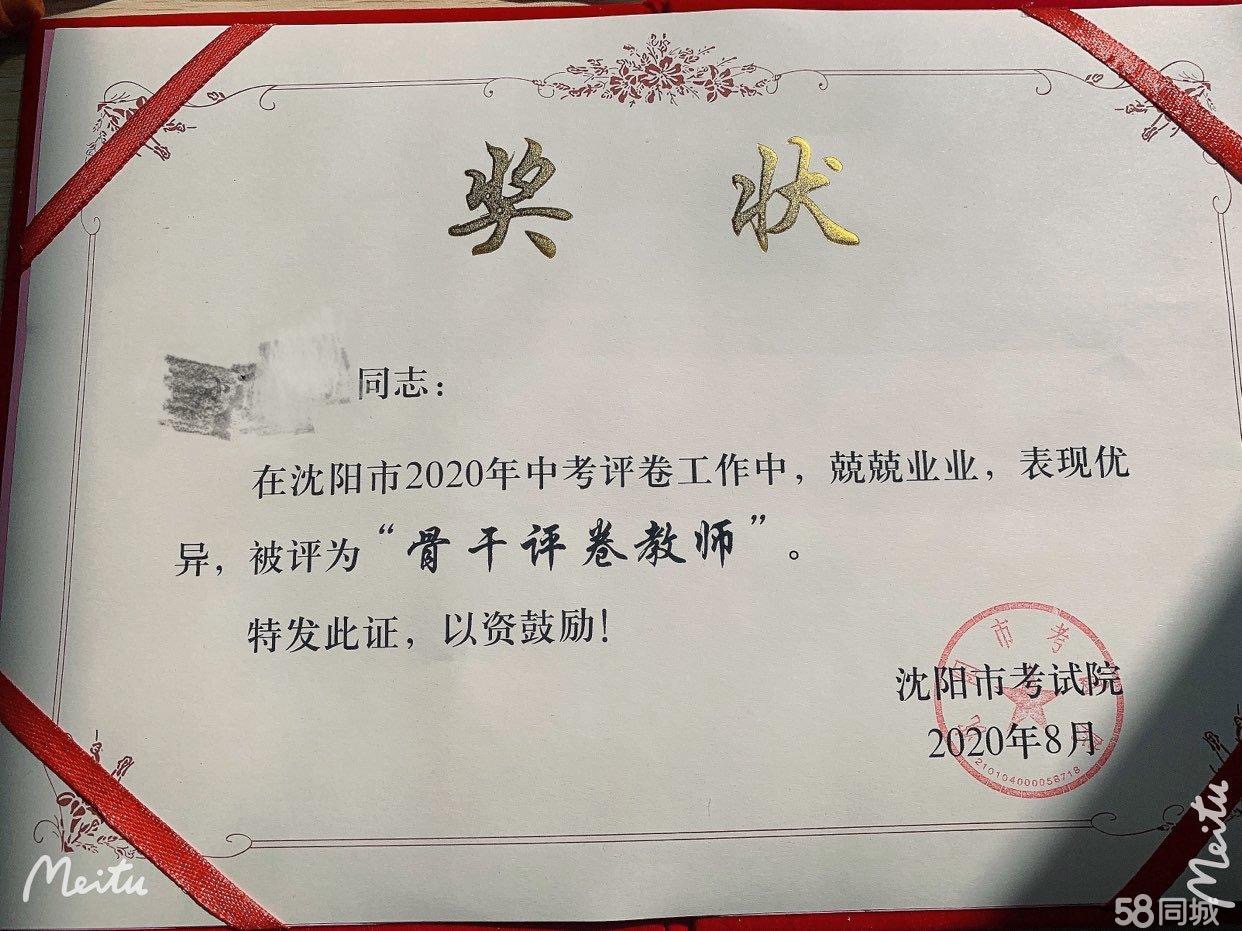 奖 状
同志：
在沈阳市2020年中考评卷工作中，兢兢业业，表现优
异，被评为“骨干评卷教师”。
特发此证，以资鼓励！
沈阳市考试院
2020年8月
市考
210104000058718
Meitu
Meitu
58同城